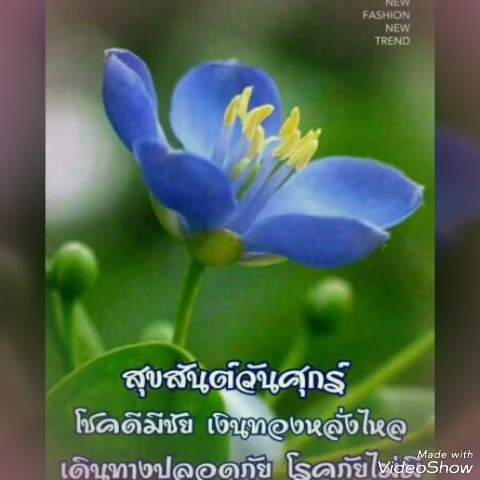 NEW
FASHION
NEW
TREND
สุขสันต์วันศุกร์
โชคดีมีชัย เงินทองหลั่งไหล
เดินทางปลอดภัย โรคภัยไม่มี
Made with
VideoShow